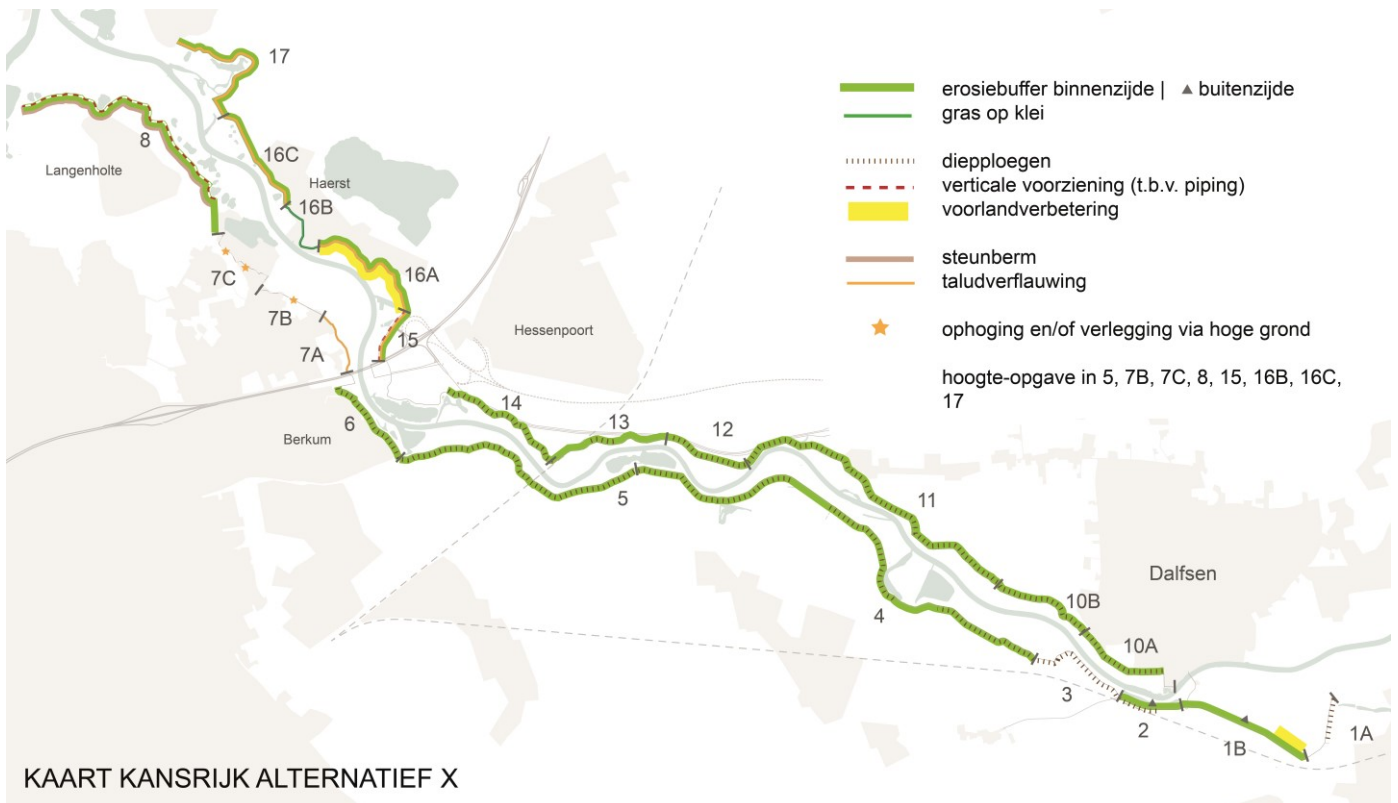 17
erosiebuffer binnenzijde | ▲ buitenzijde
gras op klei
diepploegen
verticale voorziening (t.b.v. piping)
voorlandverbetering
steunberm
taludverflauwing
ophoging en/of verlegging via hoge grond
hoogte-opgave in 5, 7B, 7C, 8, 15, 16B, 16C,
17
8
Langenholte
16C
Haerst
16B
16A
7C
7B
7A
15
Hessenpoort
6
Berkum
14
13
12
5
11
4
Dalfsen
10B
10A
3
2
1B
1A
KAART KANSRIJK ALTERNATIEF X